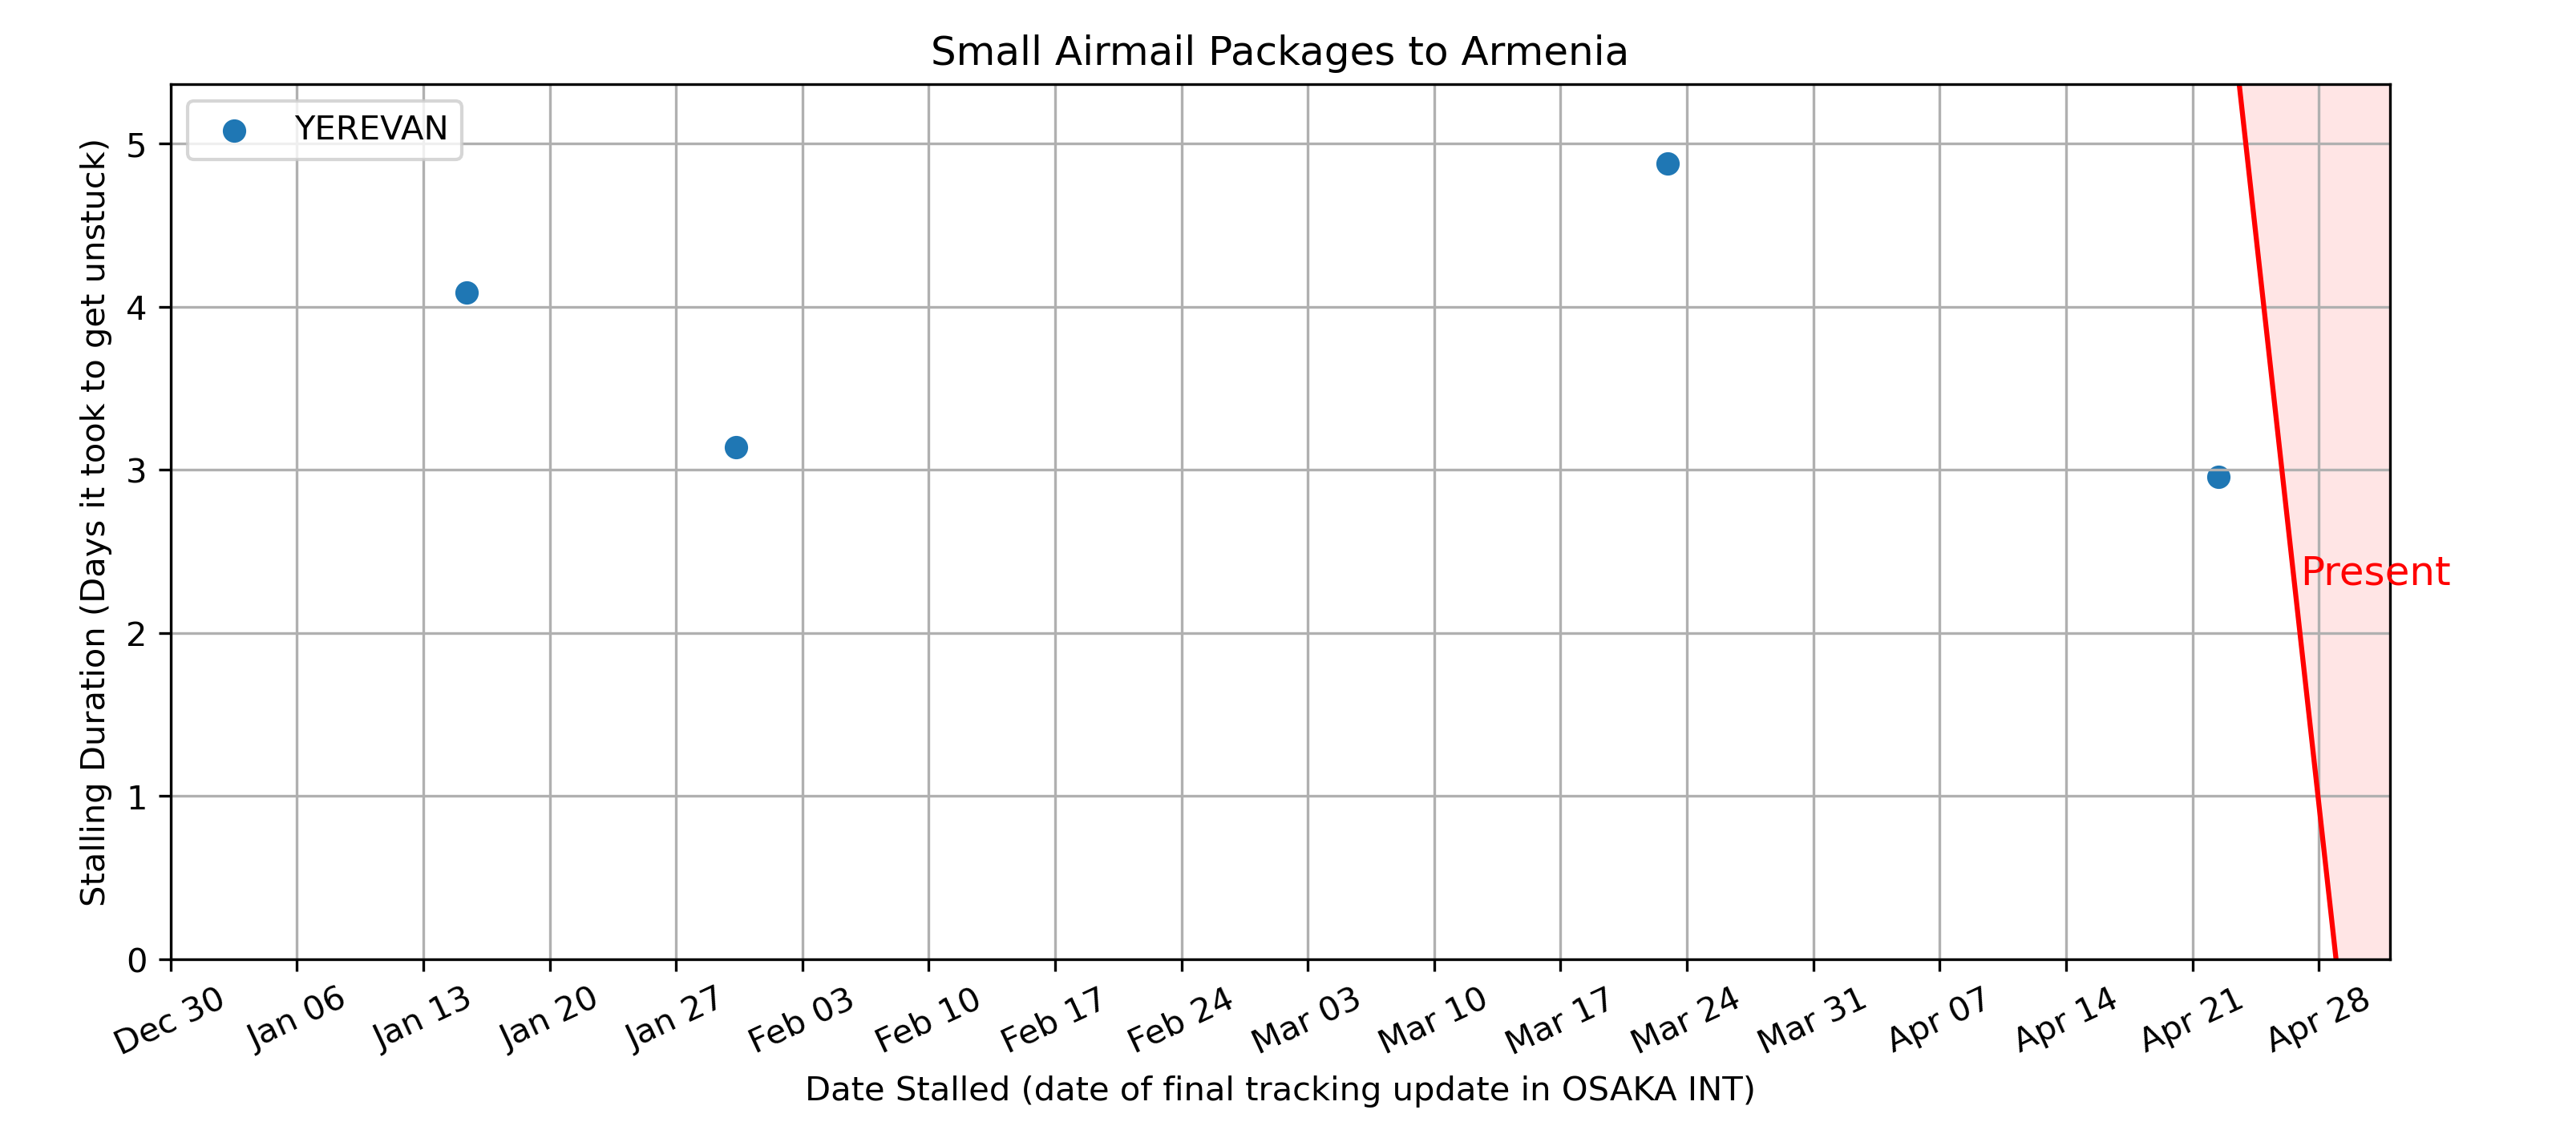 Small Airmail Packages to Armenia
YEREVAN
Stalling Duration (Days it took to get unstuck)
5
4
3
2
1
0
Present
Dec 30
Jan 06
Jan 13
Jan 20
Jan 27
Feb 03
Feb 10
Feb 17
Feb 24
Mar 03
Mar 10
Mar 17
Mar 24
Mar 31
Apr 07
Apr 14
Apr 21
Apr 28
Date Stalled (date of final tracking update in OSAKA INT)